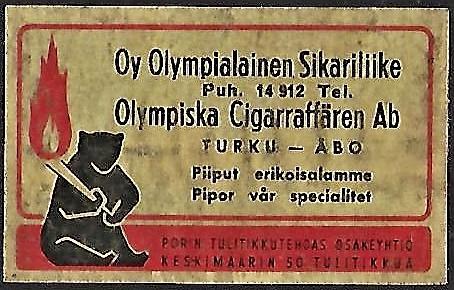 Oy Olympialainen Sikariliike
Puh. 14 912 Tel.
Olympiska Cigarraffären Ab
TURKU — ÅBO
Piiput erikoisalamme
Pipor vår specialitet
PORIN TULITIKKUTEHDAS OSAKEYHTIÖ
KESKIMÄÄRIN 50 TULITIKKUA